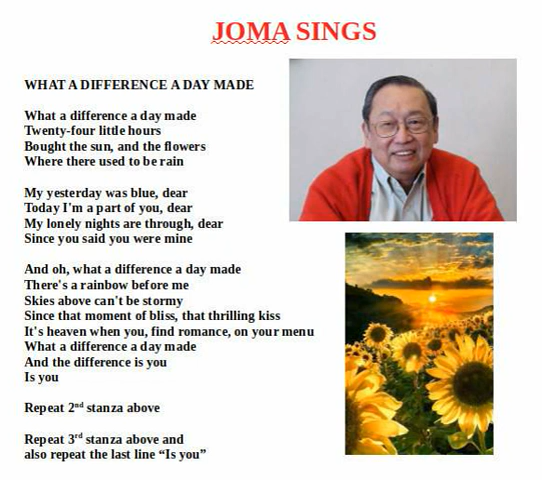 JOMA SINGS
WHAT A DIFFERENCE A DAY MADE
What a difference a day made
Twenty-four little hours
Bought the sun, and the flowers
Where there used to be rain
My yesterday was blue, dear
Today I'm a part of you, dear
My lonely nights are through, dear
Since you said you were mine
And oh, what a difference a day made
There's a rainbow before me
Skies above can't be stormy
Since that moment of bliss, that thrilling kiss
It's heaven when you, find romance, on your menu
What a difference a day made
And the difference is you
Is you
Repeat 2nd stanza above
Repeat 3rd stanza above and
also repeat the last line “Is you”